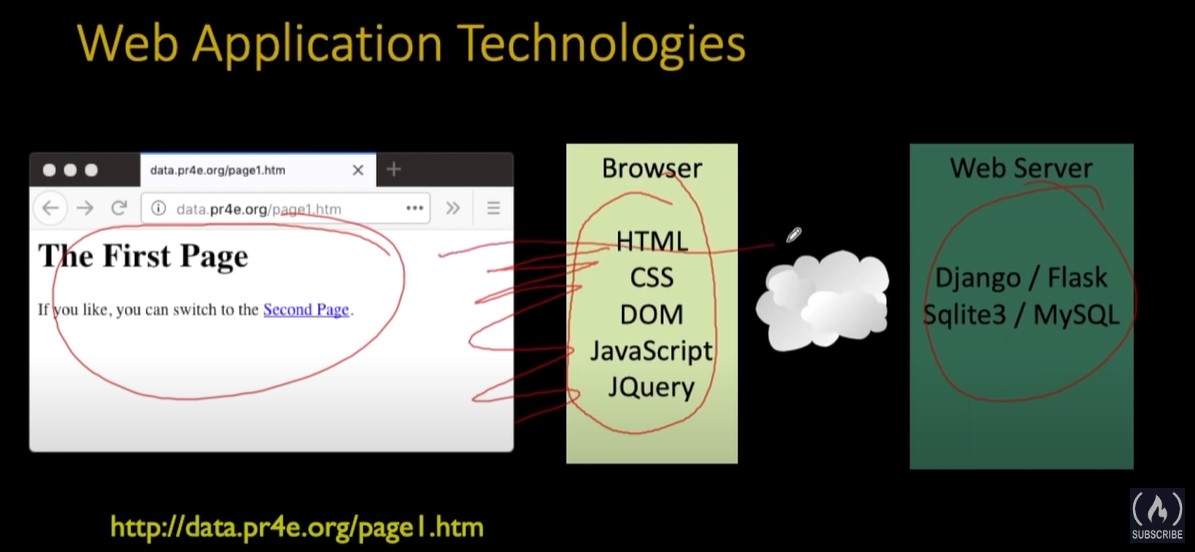 Web Application Technologies
data.pr4e.org/page1.htm
data.pr4e.org/page1.htm
The First Page
If you like, you can switch to the Second Page.
Browser
HTML
CSS
DOM
JavaScript
JQuery
Web Server
Django / Flask
Sqlite3 / MySQL
http://data.pr4e.org/page1.htm
SUBSCRIBE